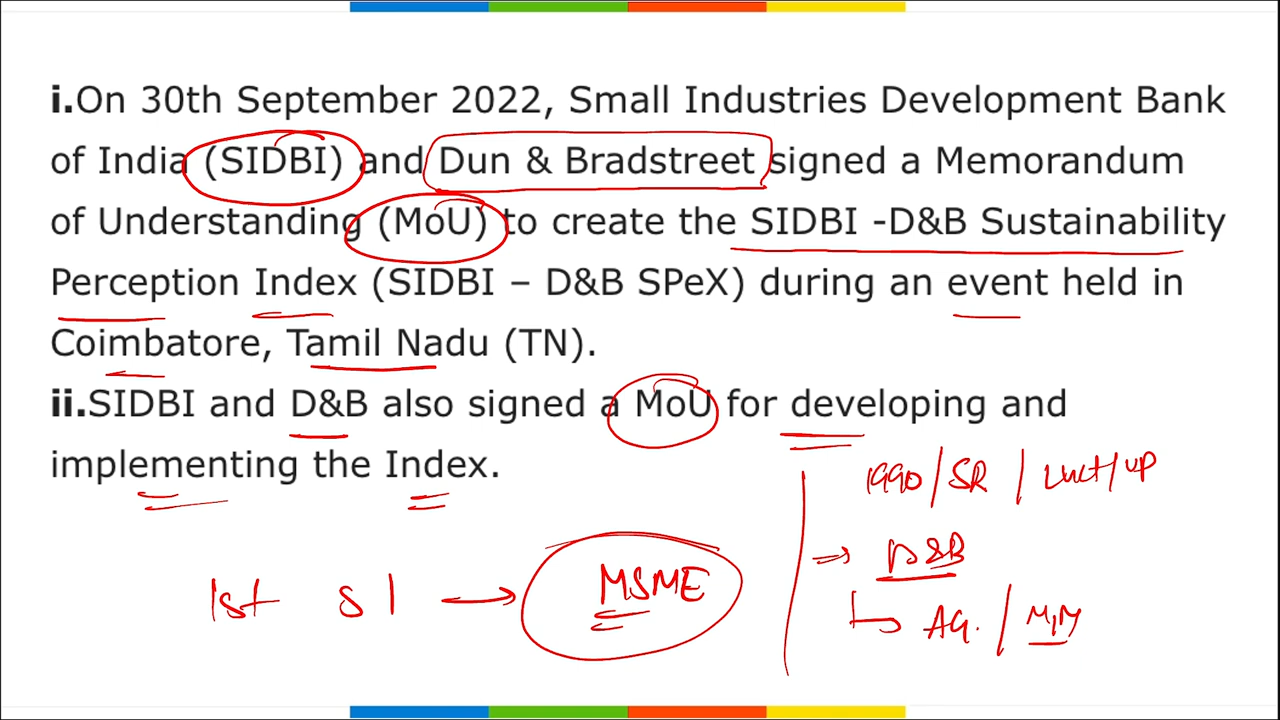 i.On 30th September 2022, Small Industries Development Bank
of India (SIDBI) and Dun & Bradstreet signed a Memorandum
of Understanding (MoU) to create the SIDBI -D&B Sustainability
Perception Index (SIDBI – D&B SPeX) during an event held in
Coimbatore, Tamil Nadu (TN).
ii.SIDBI and D&B also signed a MoU for developing and
implementing the Index.
1990 / SR / UP
→ D&B
1st S I → MSME
AG. /